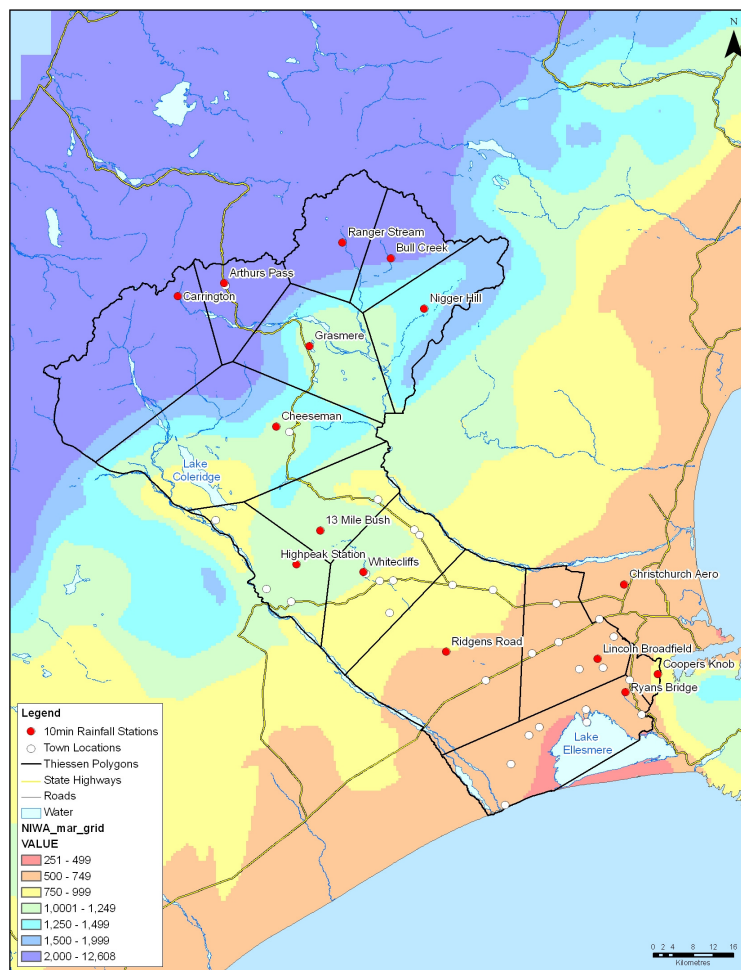 N
Ranger Stream
Bull Creek
Arthurs Pass
Carrington
Nigger Hill
Grasmere
Cheeseman
Lake
Coleridge
13 Mile Bush
Highpeak Station
Whitecliffs
Christchurch Aero
Ridgens Road
Lincoln Broadfield
Coopers Knob
Ryans Bridge
Lake
Ellesmere
Legend
10min Rainfall Stations
Town Locations
Thiessen Polygons
State Highways
Roads
Water
NIWA_mar_grid
VALUE
251 - 499
500 - 749
750 - 999
1,0001 - 1,249
1,250 - 1,499
1,500 - 1,999
2,000 - 12,608
0 2 4 8 12 16
Kilometres